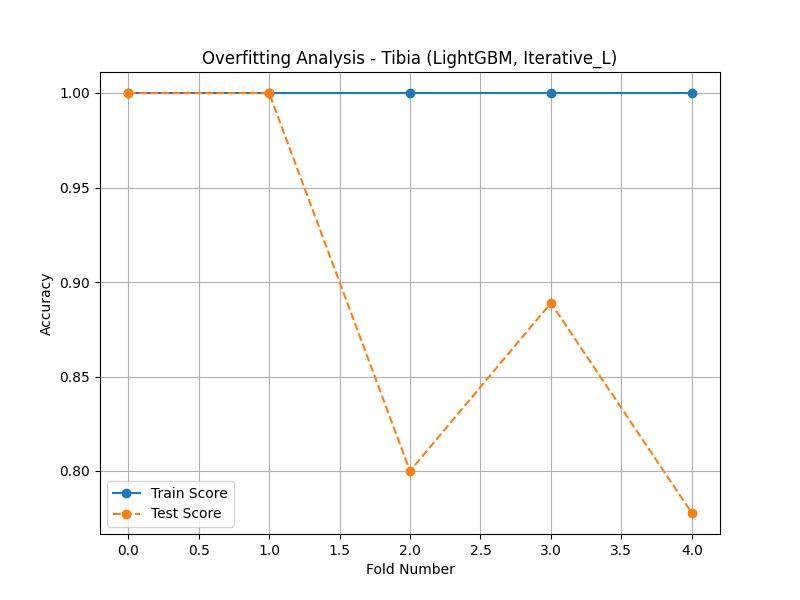 Overfitting Analysis - Tibia (LightGBM, Iterative_L)
1.00
0.95
0.90
0.85
0.80
Accuracy
Train Score
Test Score
0.0 0.5 1.0 1.5 2.0 2.5 3.0 3.5 4.0
Fold Number